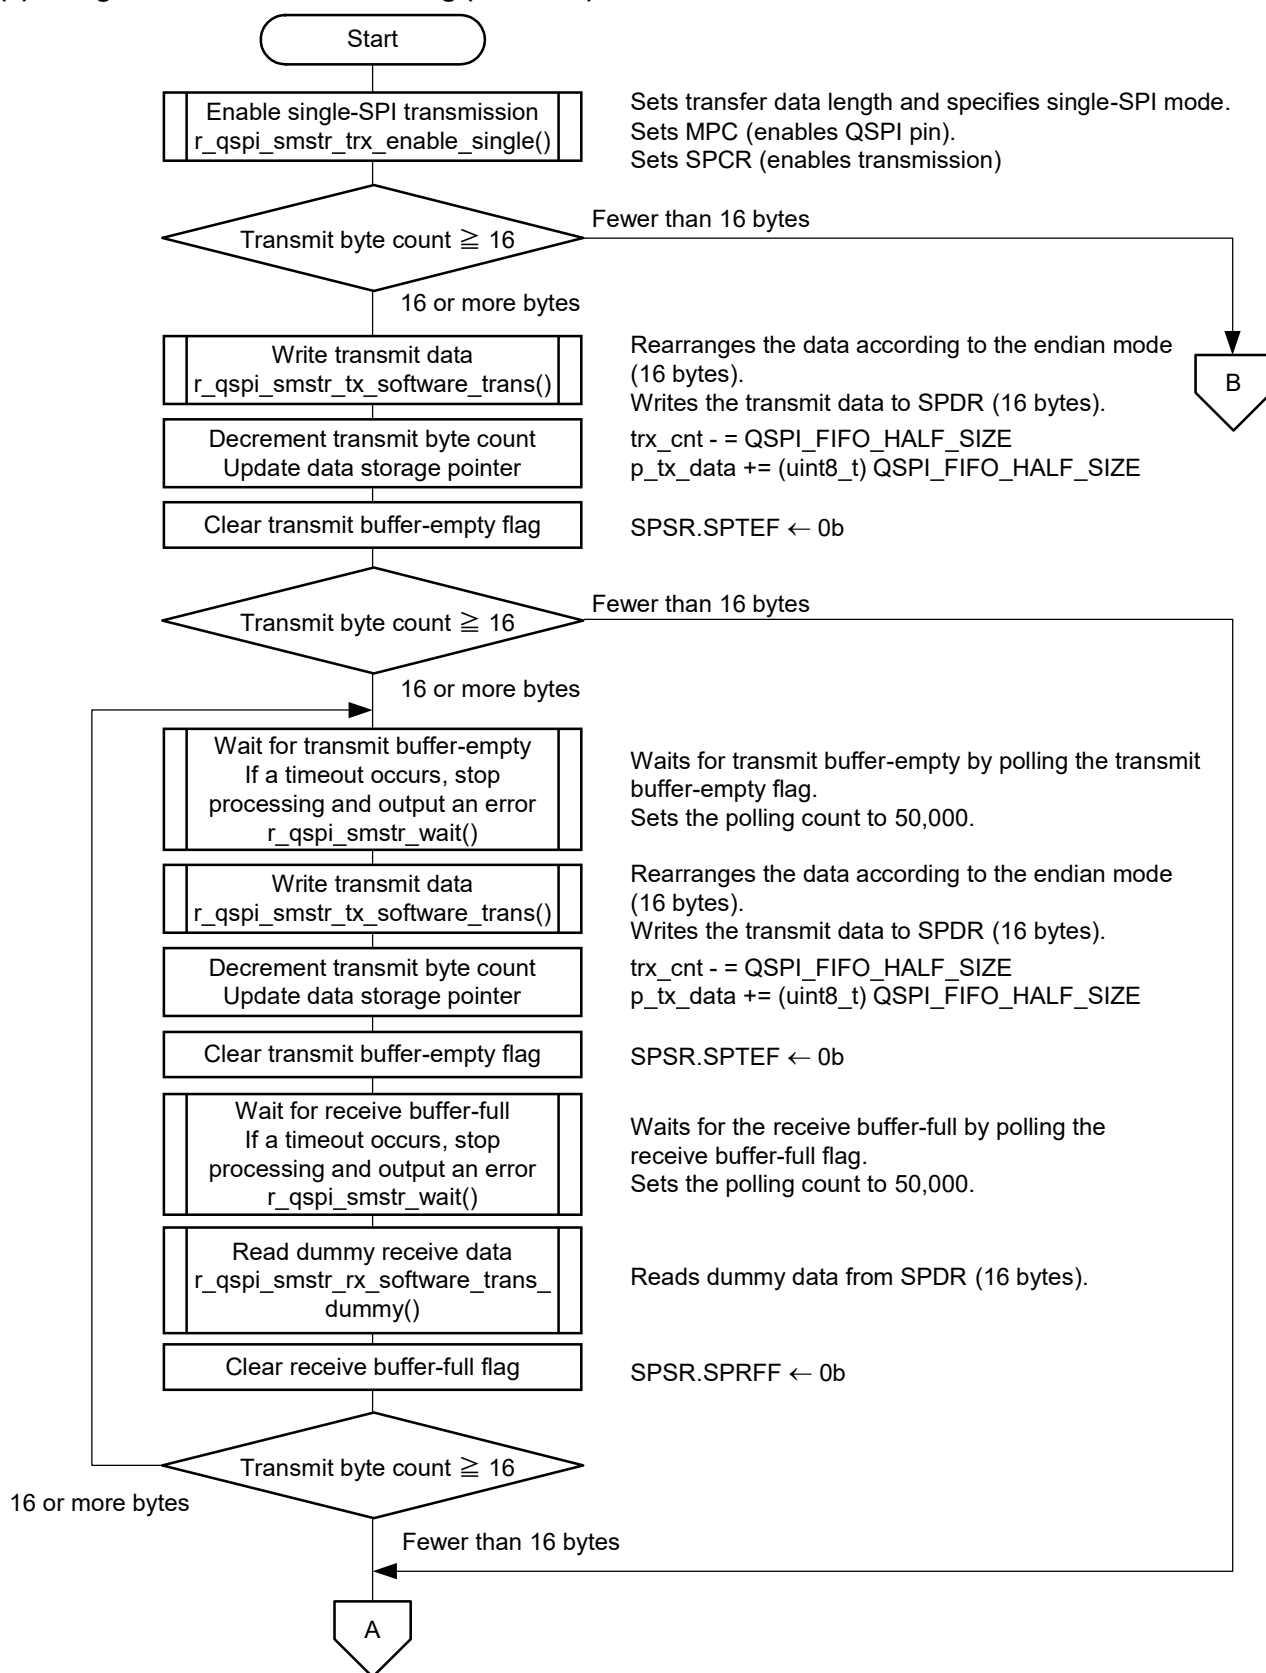 Start
Enable single-SPI transmission
r_qspi_smstr_trx_enable_single()
Sets transfer data length and specifies single-SPI mode.
Sets MPC (enables QSPI pin).
Sets SPCR (enables transmission)
Transmit byte count ≧ 16
Fewer than 16 bytes
16 or more bytes
Write transmit data
r_qspi_smstr_tx_software_trans()
Rearranges the data according to the endian mode
(16 bytes).
Writes the transmit data to SPDR (16 bytes).
B
Decrement transmit byte count
Update data storage pointer
trx_cnt - = QSPI_FIFO_HALF_SIZE
p_tx_data += (uint8_t) QSPI_FIFO_HALF_SIZE
Clear transmit buffer-empty flag
SPSR.SPTEF ← 0b
Transmit byte count ≧ 16
Fewer than 16 bytes
16 or more bytes
Wait for transmit buffer-empty
If a timeout occurs, stop
processing and output an error
r_qspi_smstr_wait()
Waits for transmit buffer-empty by polling the transmit
buffer-empty flag.
Sets the polling count to 50,000.
Write transmit data
r_qspi_smstr_tx_software_trans()
Rearranges the data according to the endian mode
(16 bytes).
Writes the transmit data to SPDR (16 bytes).
Decrement transmit byte count
Update data storage pointer
trx_cnt - = QSPI_FIFO_HALF_SIZE
p_tx_data += (uint8_t) QSPI_FIFO_HALF_SIZE
Clear transmit buffer-empty flag
SPSR.SPTEF ← 0b
Wait for receive buffer-full
If a timeout occurs, stop
processing and output an error
r_qspi_smstr_wait()
Waits for the receive buffer-full by polling the
receive buffer-full flag.
Sets the polling count to 50,000.
Read dummy receive data
r_qspi_smstr_rx_software_trans_
dummy()
Reads dummy data from SPDR (16 bytes).
Clear receive buffer-full flag
SPSR.SPRFF ← 0b
Transmit byte count ≧ 16
16 or more bytes
Fewer than 16 bytes
A